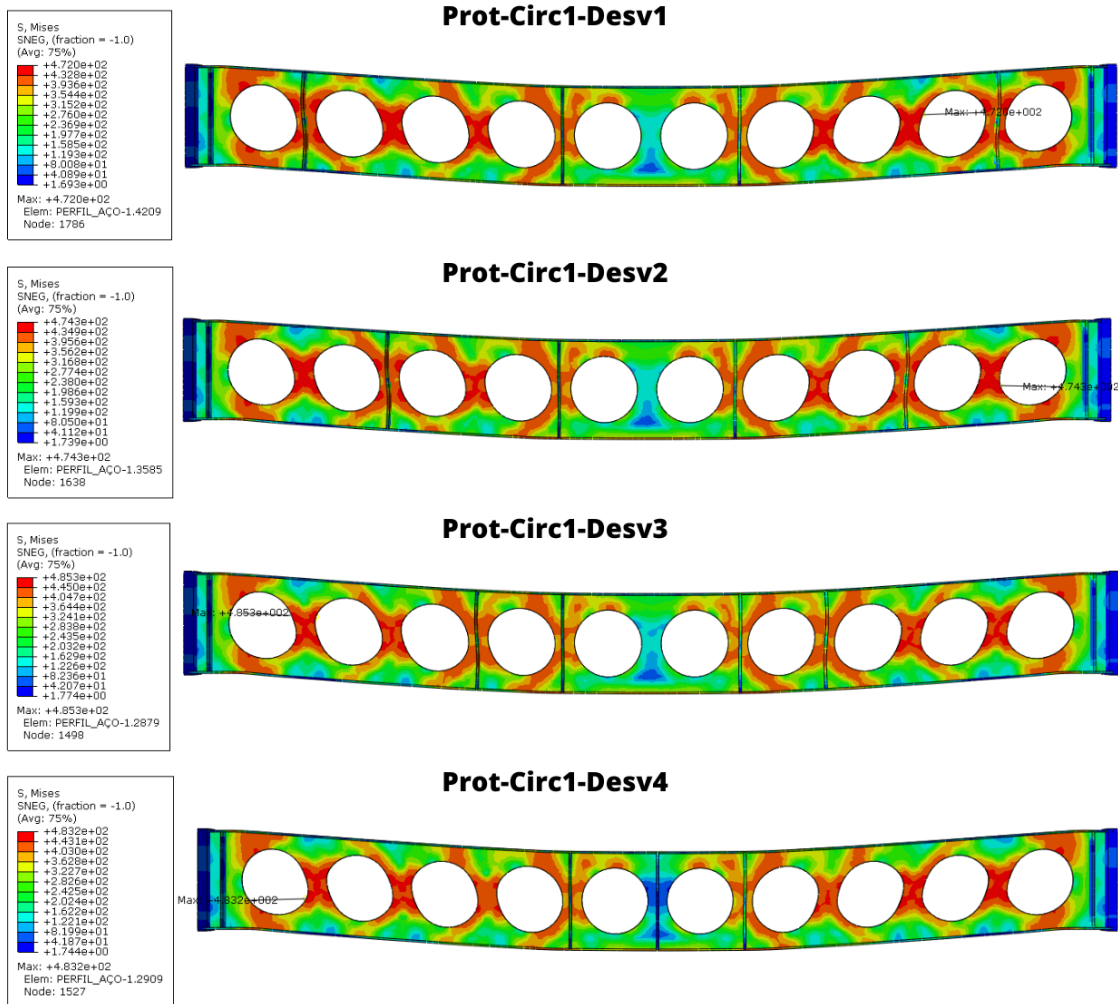 Prot-Circ1-Desv1
S, Mises
SNEG, (fraction = -1.0)
(Avg: 75%)
+4.720e+02
+4.328e+02
+3.936e+02
+3.544e+02
+3.152e+02
+2.760e+02
+2.369e+02
+1.977e+02
+1.585e+02
+1.193e+02
+8.008e+01
+4.089e+01
+1.693e+00
Max: +4.720e+02
Elem: PERFIL_AÇO-1.4209
Node: 1786
Max: +4.720e+002
Prot-Circ1-Desv2
S, Mises
SNEG, (fraction = -1.0)
(Avg: 75%)
+4.743e+02
+4.349e+02
+3.956e+02
+3.562e+02
+3.168e+02
+2.774e+02
+2.380e+02
+1.986e+02
+1.593e+02
+1.199e+02
+8.050e+01
+4.112e+01
+1.739e+00
Max: +4.743e+02
Elem: PERFIL_AÇO-1.3585
Node: 1638
Max: +4.743e+002
Prot-Circ1-Desv3
S, Mises
SNEG, (fraction = -1.0)
(Avg: 75%)
+4.853e+02
+4.450e+02
+4.047e+02
+3.644e+02
+3.241e+02
+2.838e+02
+2.435e+02
+2.032e+02
+1.629e+02
+1.226e+02
+8.236e+01
+4.207e+01
+1.774e+00
Max: +4.853e+02
Elem: PERFIL_AÇO-1.2879
Node: 1498
Max: +4.853e+002
Prot-Circ1-Desv4
S, Mises
SNEG, (fraction = -1.0)
(Avg: 75%)
+4.832e+02
+4.431e+02
+4.030e+02
+3.628e+02
+3.227e+02
+2.826e+02
+2.425e+02
+2.024e+02
+1.622e+02
+1.221e+02
+8.199e+01
+4.187e+01
+1.744e+00
Max: +4.832e+02
Elem: PERFIL_AÇO-1.2909
Node: 1527
Max: +4.832e+002